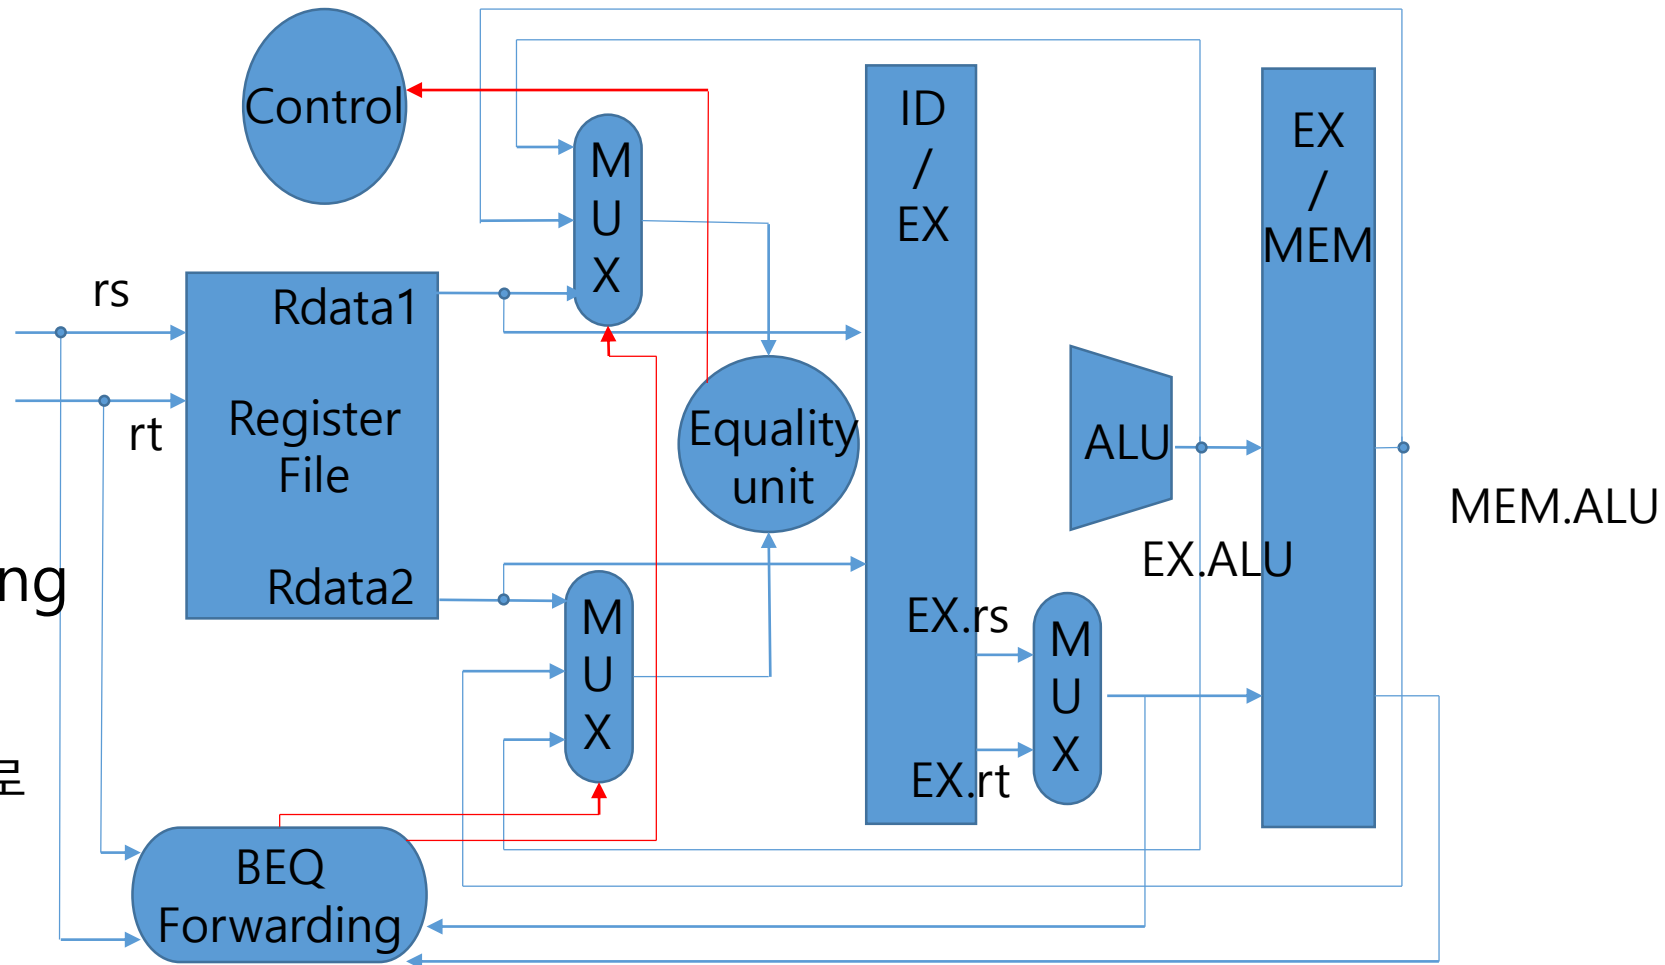 Control
M
U
X
ID
/
EX
EX
/
MEM
rs
Rdata1
rt
Register
File
Equality
unit
ALU
MEM.ALU
EX.ALU
ng
Rdata2
M
U
X
EX.rs
M
U
X
EX.rt
로
BEQ
Forwarding